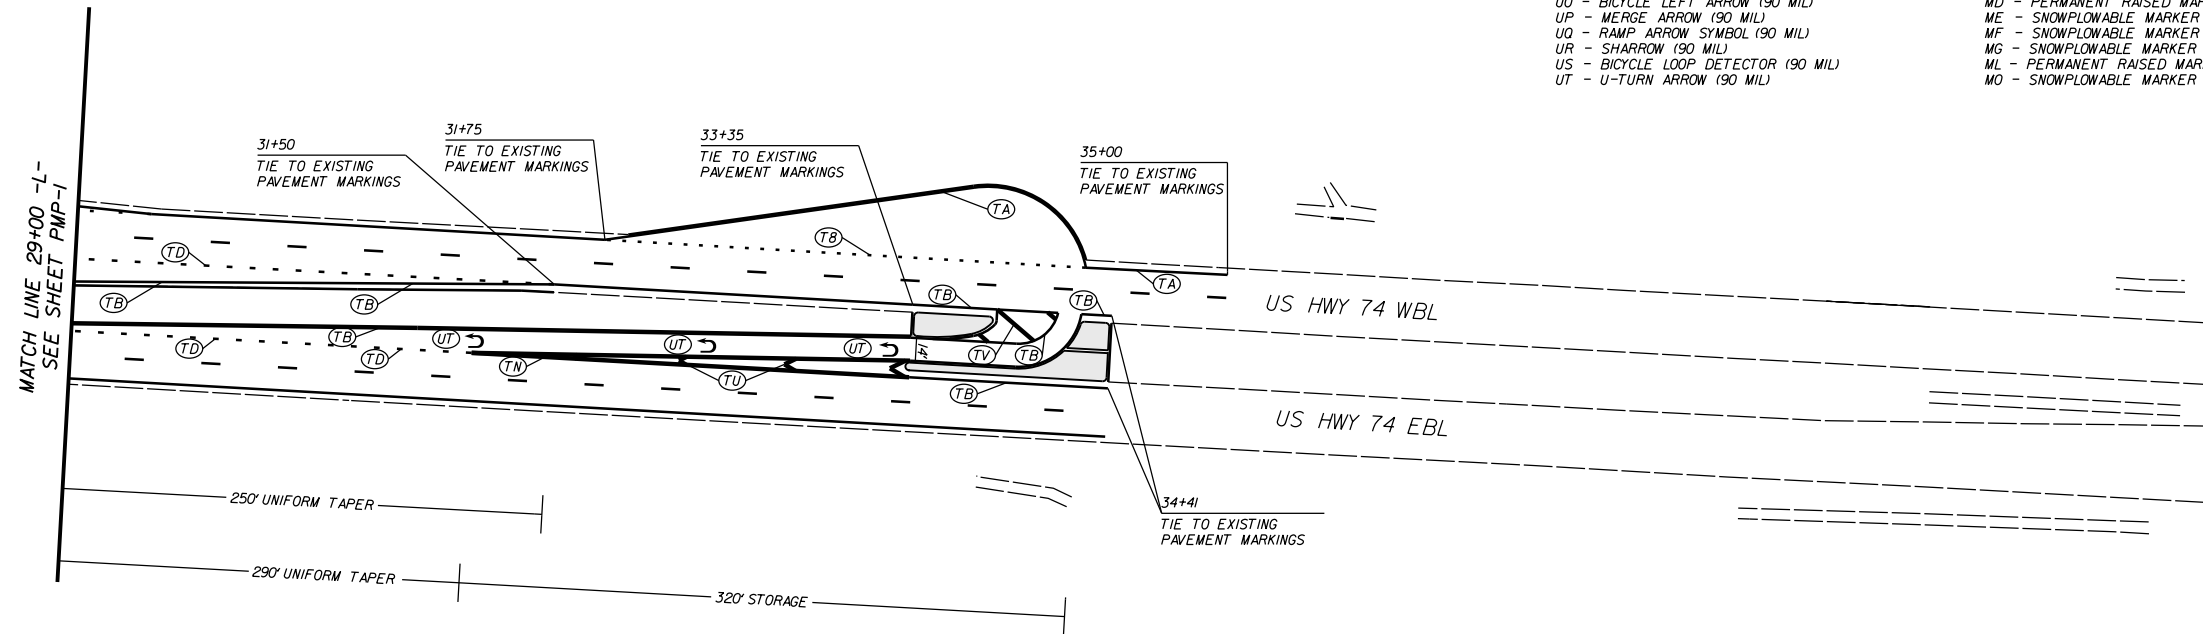 UP - MERGE ARROW (90 MIL)
UQ - RAMP ARROW SYMBOL (90 MIL)
UR - SHARROW (90 MIL)
US - BICYCLE LOOP DETECTOR (90 MIL)
UT - U-TURN ARROW (90 MIL)
ME - SNOWPLOWABLE MARKER
MF - SNOWPLOWABLE MARKER
MG - SNOWPLOWABLE MARKER
ML - PERMANENT RAISED
MO - SNOWPLOWABLE MARKER
31+50
TIE TO EXISTING
PAVEMENT MARKINGS
31+75
TIE TO EXISTING
PAVEMENT MARKINGS
33+35
TIE TO EXISTING
PAVEMENT MARKINGS
35+00
TIE TO EXISTING
PAVEMENT MARKINGS
MATCH LINE 29+00 -L-
SEE SHEET PMP-1
TA
T8
TD
TB
TB
TB
TB
TA
US HWY 74 WBL
TB
UT
UT
UT
14'
TV
TB
TD
TD
TN
TU
TB
US HWY 74 EBL
34+41
TIE TO EXISTING
PAVEMENT MARKINGS
250' UNIFORM TAPER
290' UNIFORM TAPER
320' STORAGE